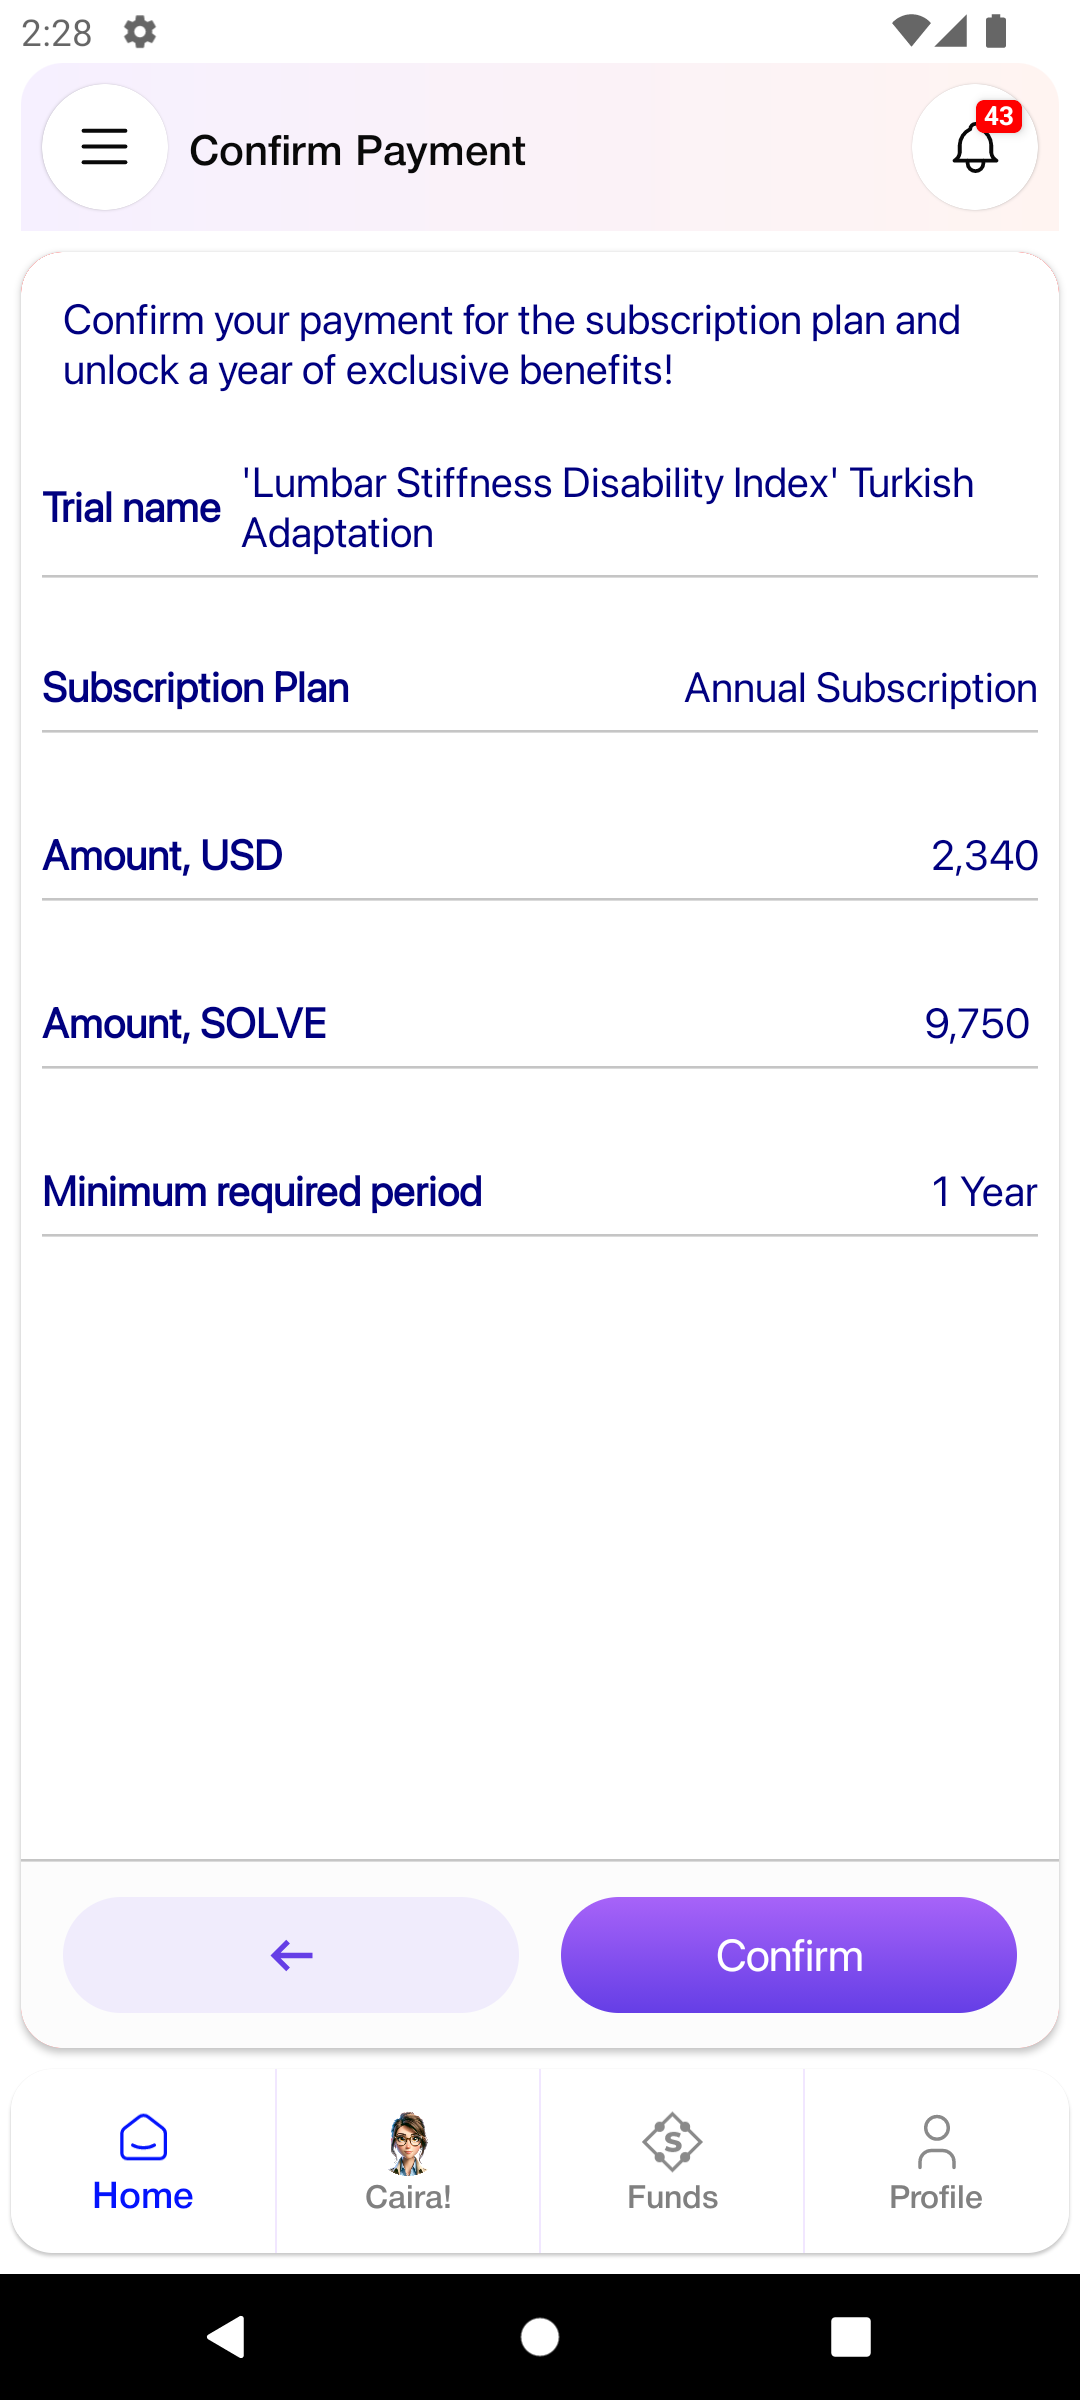 2:28
43
Confirm Payment
Confirm your payment for the subscription plan and
unlock a year of exclusive benefits!
Trial name
'Lumbar Stiffness Disability Index' Turkish
Adaptation
Subscription Plan
Annual Subscription
Amount, USD
2,340
Amount, SOLVE
9,750
Minimum required period
1 Year
Confirm
Home
Caira!
S
Funds
Profile